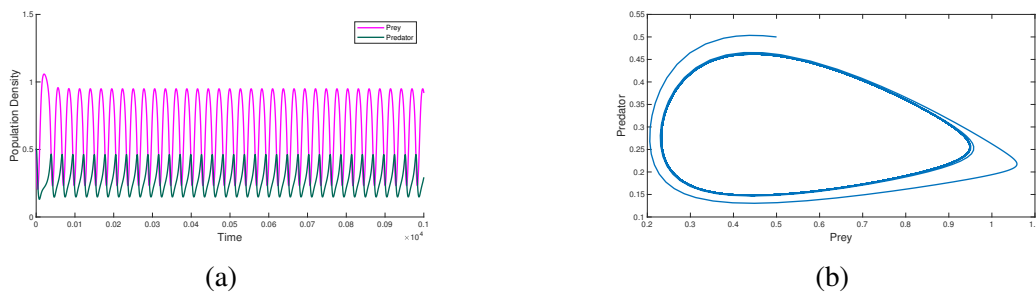 1.5
1
0.5
0
Population Density
0 0.01 0.02 0.03 0.04 0.05 0.06 0.07 0.08 0.09 0.1
×10⁴
Time
Prey
Predator
(a)
0.55
0.5
0.45
0.4
0.35
0.3
0.25
0.2
0.15
0.1
Predator
0.2 0.3 0.4 0.5 0.6 0.7 0.8 0.9 1
Prey
(b)